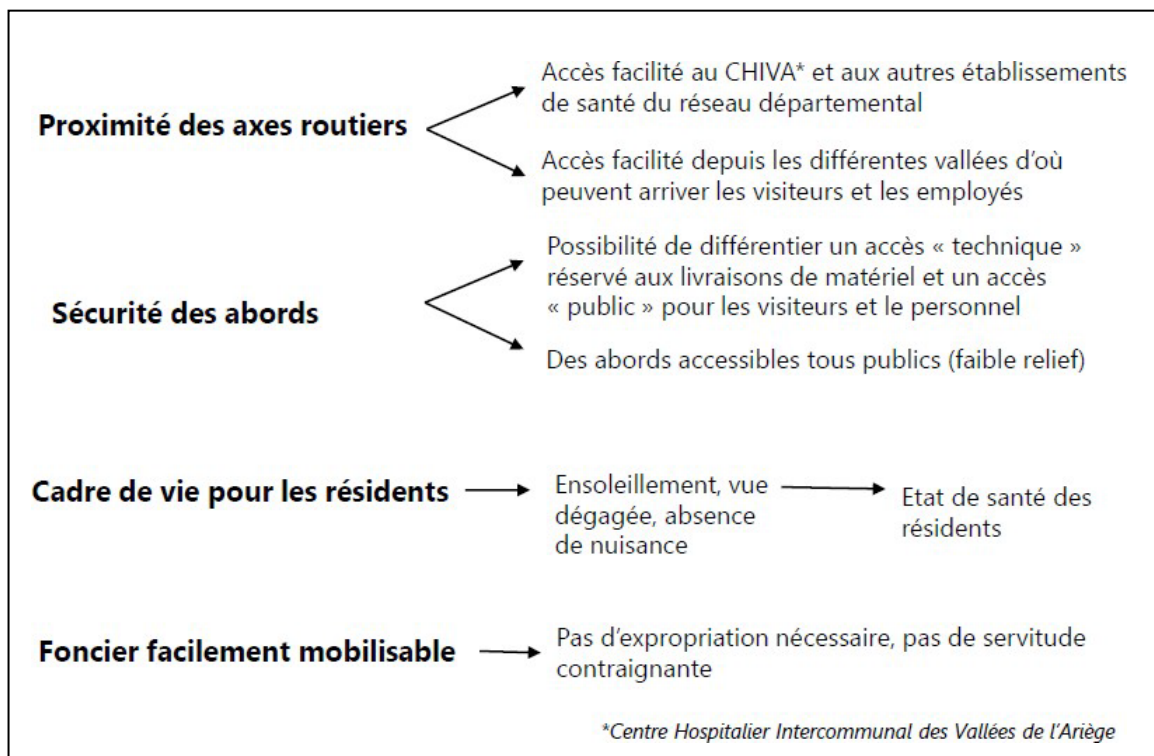 Accès facilité au CHIVA* et aux autres établissements
de santé du réseau départemental
Proximité des axes routiers
Accès facilité depuis les différentes vallées d'où
peuvent arriver les visiteurs et les employés
Possibilité de différentier un accès « technique »
réservé aux livraisons de matériel et un accès
« public » pour les visiteurs et le personnel
Sécurité des abords
Des abords accessibles tous publics (faible relief)
Cadre de vie pour les résidents
Ensoleillement, vue
dégagée, absence
de nuisance
Etat de santé des
résidents
Foncier facilement mobilisable
Pas d'expropriation nécessaire, pas de servitude
contraignante
*Centre Hospitalier Intercommunal des Vallées de l'Ariège